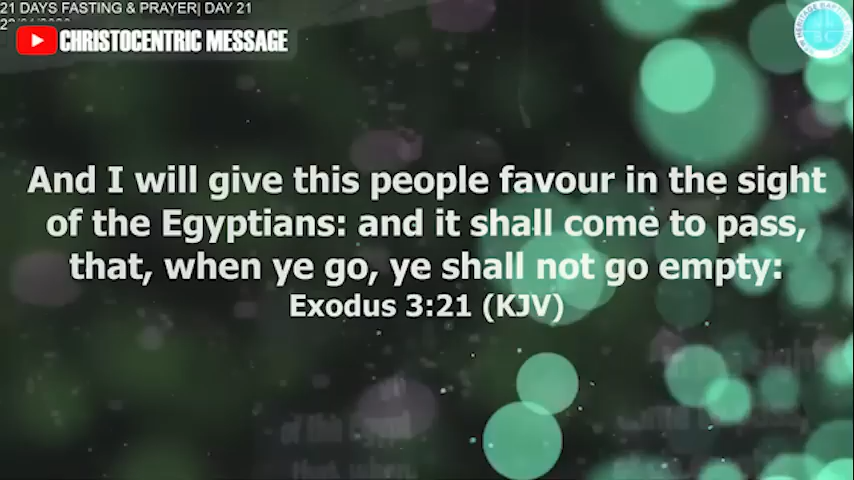 21 DAYS FASTING & PRAYER| DAY 21
CHRISTOCENTRIC MESSAGE
And I will give this people favour in the sight
of the Egyptians: and it shall come to pass,
that, when ye go, ye shall not go empty:
Exodus 3:21 (KJV)